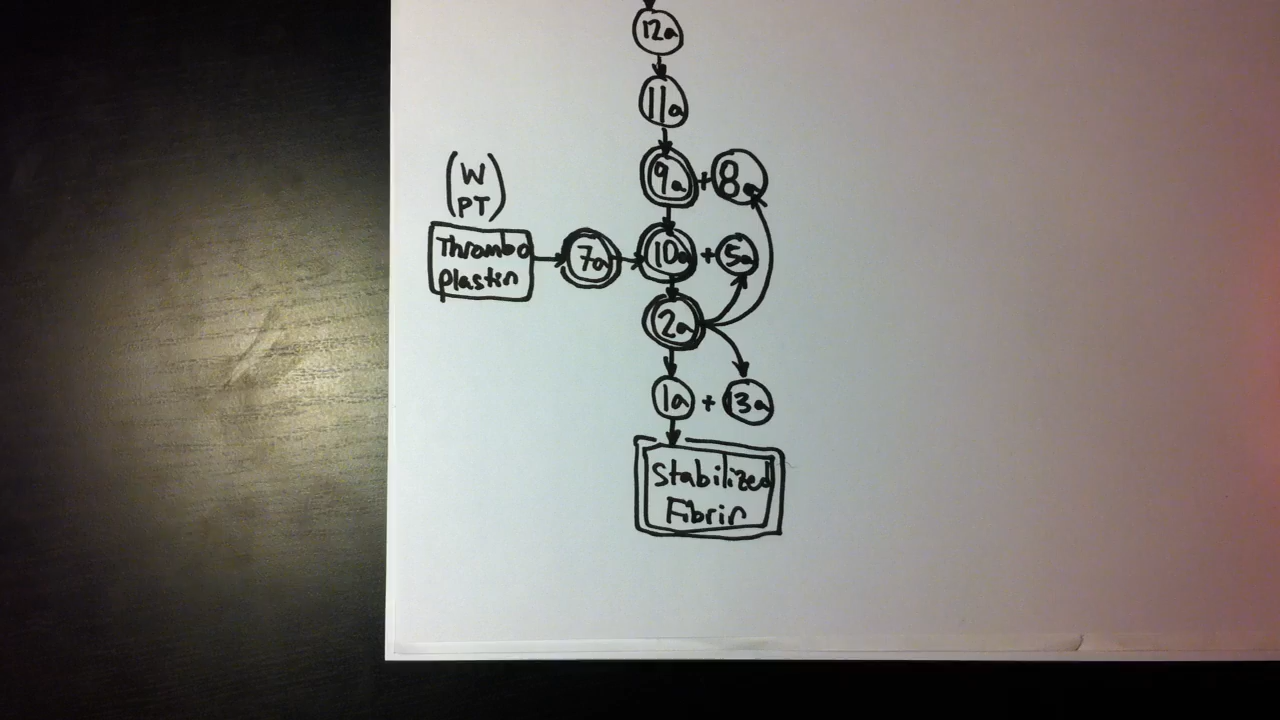 12a
11a
9a + 8a
W
PT
Thrombo
plastin
7a
10a + 5a
2a
1a + 13a
Stabilized
Fibrin